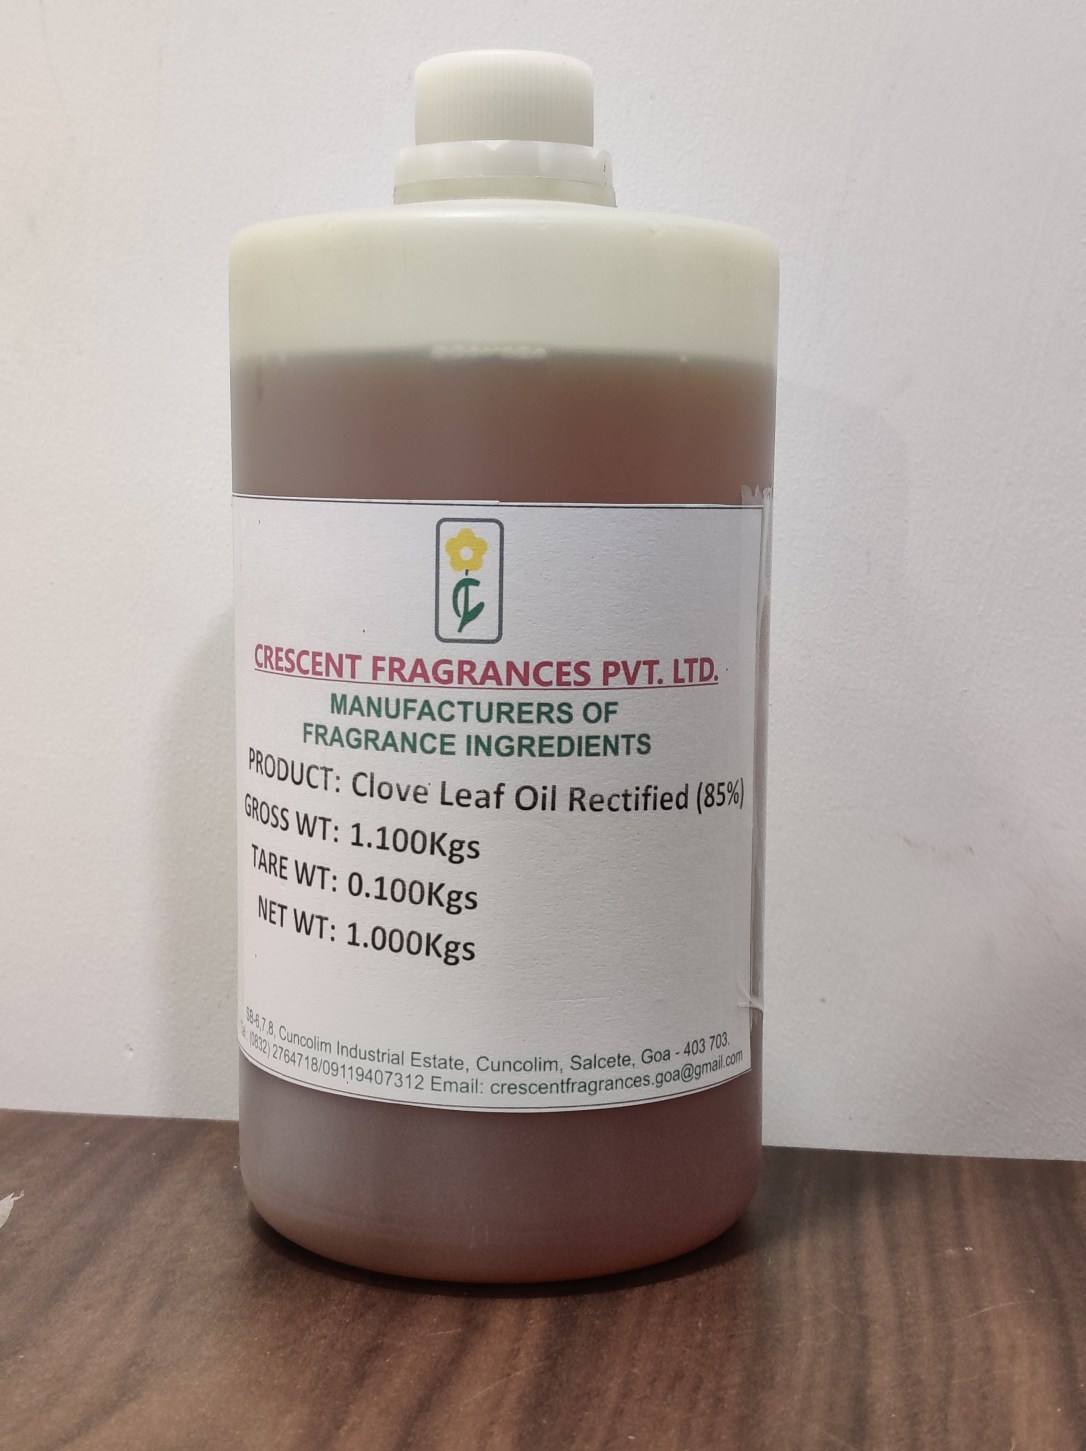 CRESCENT FRAGRANCES PVT. LTD.
MANUFACTURERS OF
FRAGRANCE INGREDIENTS
PRODUCT: Clove Leaf Oil Rectified (85%)
GROSS WT: 1.100Kgs
TARE WT: 0.100Kgs
NET WT: 1.000Kgs
SB-6,7,8, Cuncolim Industrial Estate, Cuncolim, Salcete, Goa - 403 703.
(0832) 2764718/09119407312 Email: crescentfragrances.goa@gmail.com